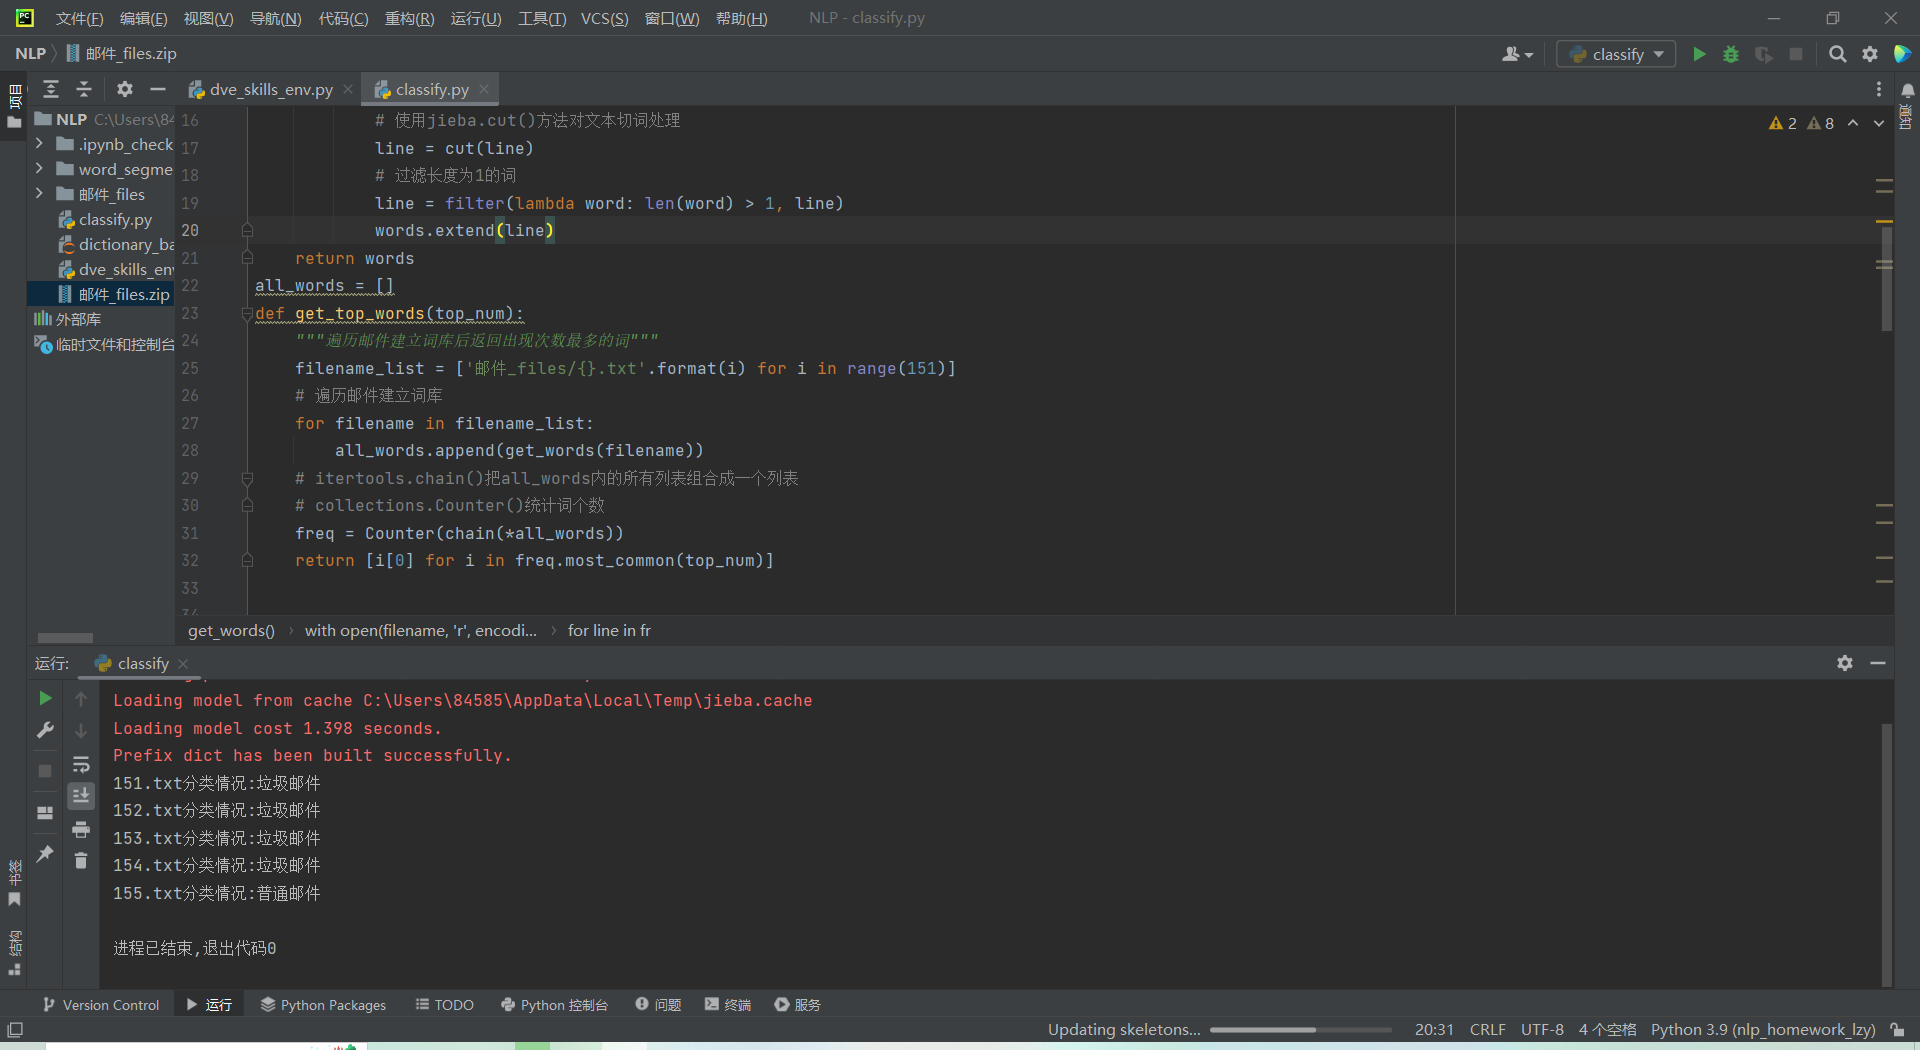 文件(F) 编辑(E) 视图(V) 导航(N) 代码(C) 重构(R) 运行(U) 工具(T) VCS(S) 窗口(W) 帮助(H) NLP - classify.py
NLP 邮件_files.zip classify
项目 dve_skills_env.py classify.py
通知
NLP C:\Users\84
.ipynb_check
word_segme
邮件_files
classify.py
dictionary_ba
dve_skills_env
邮件_files.zip
外部库
临时文件和控制台
2 8
16 # 使用jieba.cut()方法对文本切词处理
17 line = cut(line)
18 # 过滤长度为1的词
19 line = filter(lambda word: len(word) > 1, line)
20 words.extend(line)
21 return words
22 all_words = []
23 def get_top_words(top_num):
24 """遍历邮件建立词库后返回出现次数最多的词"""
25 filename_list = ['邮件_files/{}.txt'.format(i) for i in range(151)]
26 # 遍历邮件建立词库
27 for filename in filename_list:
28 all_words.append(get_words(filename))
29 # itertools.chain()把all_words内的所有列表组合成一个列表
30 # collections.Counter()统计词个数
31 freq = Counter(chain(*all_words))
32 return [i[0] for i in freq.most_common(top_num)]
33
get_words() with open(filename, 'r', encodi... for line in fr
运行: classify
Loading model from cache C:\Users\84585\AppData\Local\Temp\jieba.cache
Loading model cost 1.398 seconds.
Prefix dict has been built successfully.
151.txt分类情况:垃圾邮件
152.txt分类情况:垃圾邮件
153.txt分类情况:垃圾邮件
154.txt分类情况:垃圾邮件
155.txt分类情况:普通邮件
进程已结束,退出代码0
书签
结构
Version Control 运行 Python Packages TODO Python 控制台 问题 终端 服务
Updating skeletons... 20:31 CRLF UTF-8 4 个空格 Python 3.9 (nlp_homework_lzy)